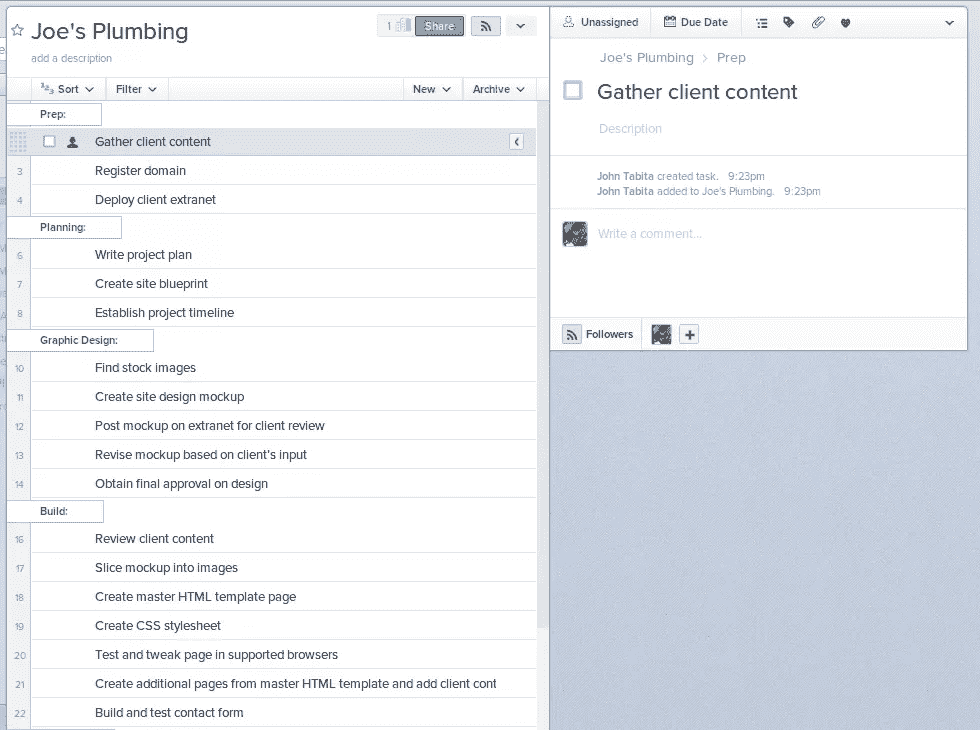 Joe's Plumbing
1 Share
add a description
Sort Filter New Archive
Prep:
Gather client content
3 Register domain
4 Deploy client extranet
Planning:
6 Write project plan
7 Create site blueprint
8 Establish project timeline
Graphic Design:
10 Find stock images
11 Create site design mockup
12 Post mockup on extranet for client review
13 Revise mockup based on client's input
14 Obtain final approval on design
Build:
16 Review client content
17 Slice mockup into images
18 Create master HTML template page
19 Create CSS stylesheet
20 Test and tweak page in supported browsers
21 Create additional pages from master HTML template and add client cont
22 Build and test contact form
Unassigned Due Date
Joe's Plumbing > Prep
Gather client content
Description
John Tabita created task. 9:23pm
John Tabita added to Joe's Plumbing. 9:23pm
Write a comment...
Followers